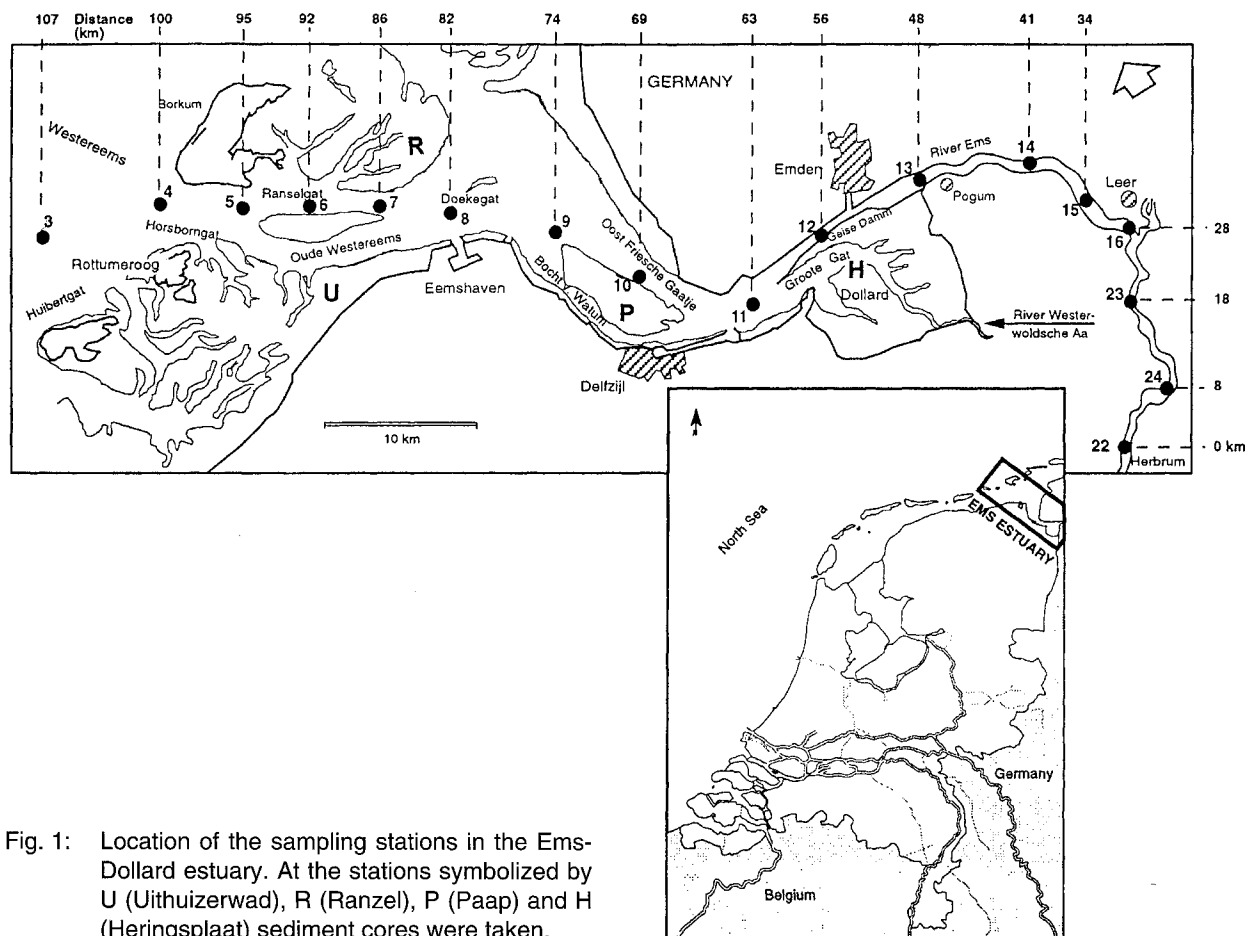 107 Distance 100 95 91 86 82 74 69 63 56 48 41 34
(km)
GERMANY
Borkum
Westereems
R
River Ems
14
13
Emden
Leer
Pogum
15
4
Ranselgat
Doekegat
3
5
6
7
8
9
12
Geise Damm
16
28
Horsborngat
Oost Friesche Gaatje
Oude Westereems
Rottumeroog
Groote Gat
H
Dollard
Huibertgat
U
Eemshaven
Bocht
Watum
10
P
11
23
18
River Wester-
woldsche Aa
Delfzijl
24
8
10 km
22
0 km
Herbrum
North Sea
EMS ESTUARY
Germany
Belgium
Fig. 1: Location of the sampling stations in the Ems-
Dollard estuary. At the stations symbolized by
U (Uithuizerwad), R (Ranzel), P (Paap) and H
(Heringsplaat) sediment cores were taken.